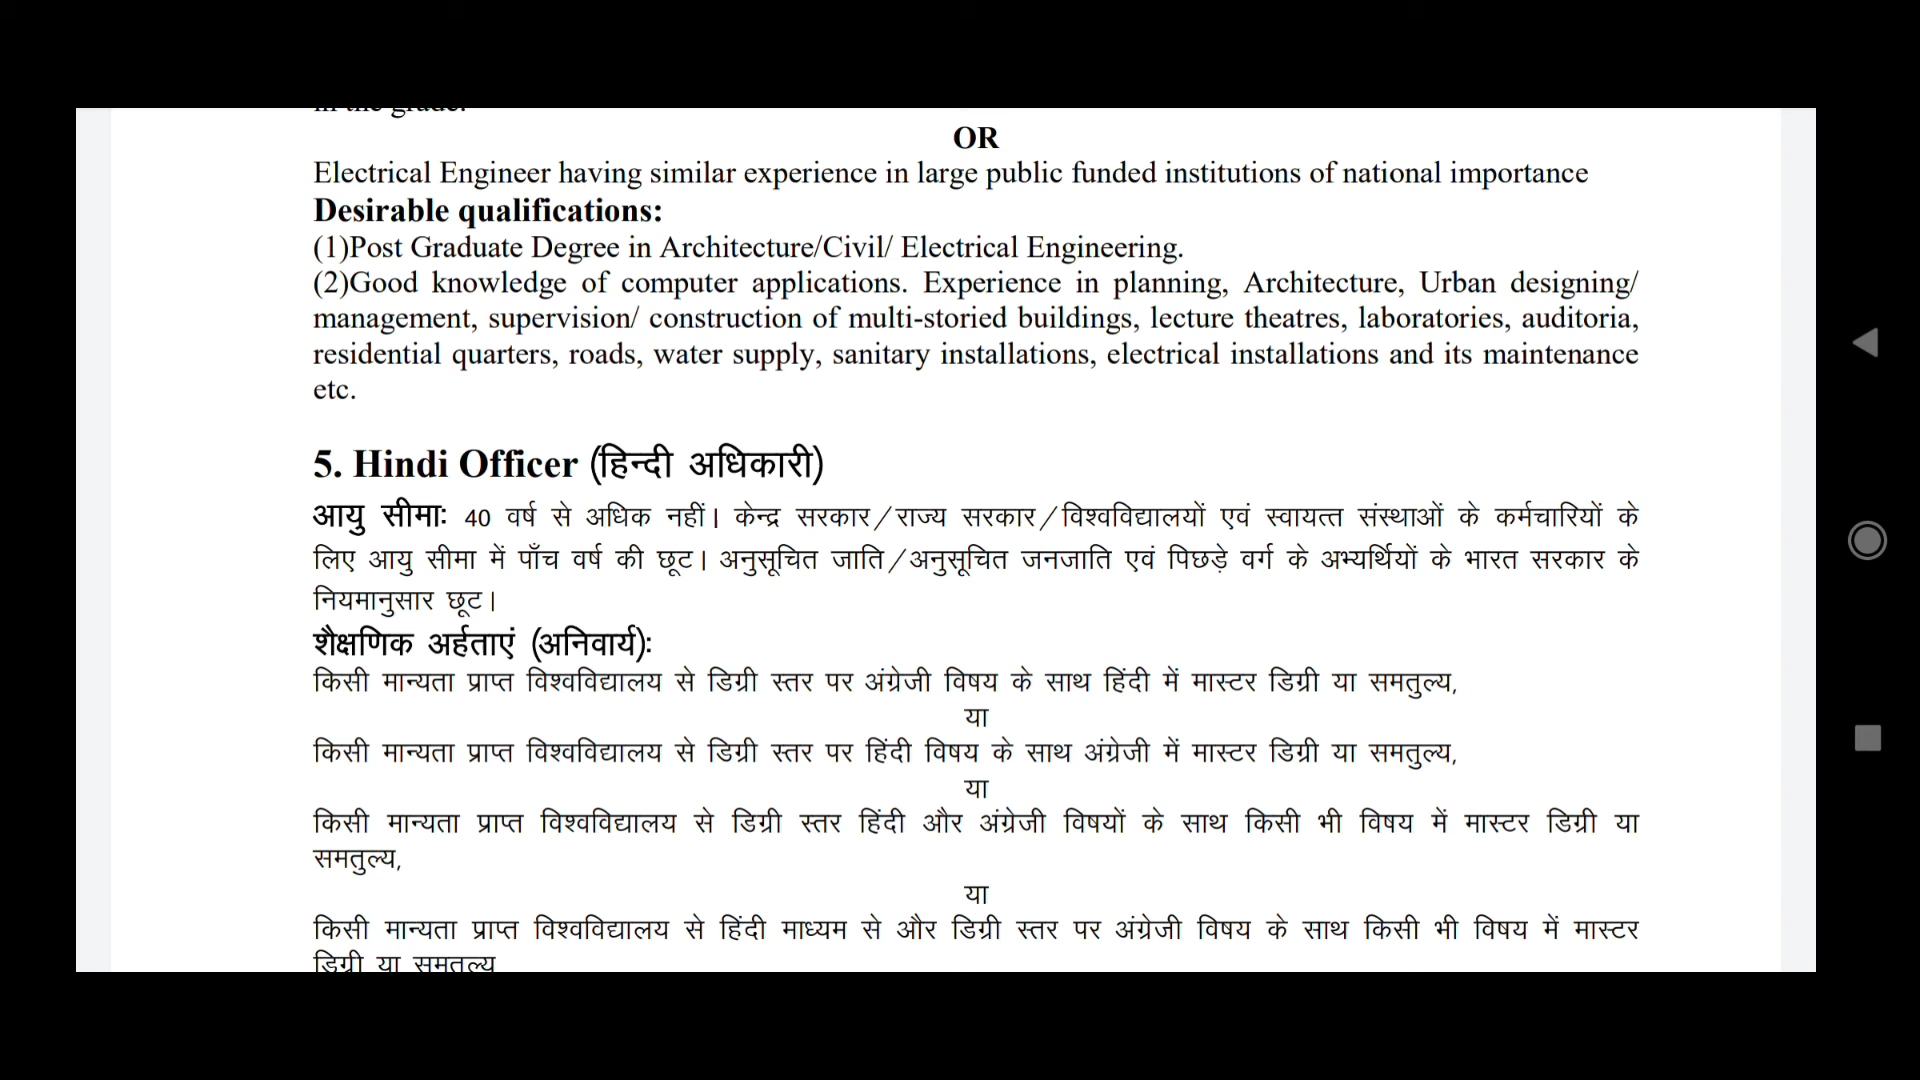 in the grade.
OR
Electrical Engineer having similar experience in large public funded institutions of national importance
Desirable qualifications:
(1)Post Graduate Degree in Architecture/Civil/ Electrical Engineering.
(2)Good knowledge of computer applications. Experience in planning, Architecture, Urban designing/
management, supervision/ construction of multi-storied buildings, lecture theatres, laboratories, auditoria,
residential quarters, roads, water supply, sanitary installations, electrical installations and its maintenance
etc.
5. Hindi Officer (हिन्दी अधिकारी)
आयु सीमाः 40 वर्ष से अधिक नहीं। केन्द्र सरकार/राज्य सरकार/विश्वविद्यालयों एवं स्वायत्त संस्थाओं के कर्मचारियों के
लिए आयु सीमा में पाँच वर्ष की छूट। अनुसूचित जाति/अनुसूचित जनजाति एवं पिछड़े वर्ग के अभ्यर्थियों के भारत सरकार के
नियमानुसार छूट।
शैक्षणिक अर्हताएं (अनिवार्य)ः
किसी मान्यता प्राप्त विश्वविद्यालय से डिग्री स्तर पर अंग्रेजी विषय के साथ हिंदी में मास्टर डिग्री या समतुल्य,
या
किसी मान्यता प्राप्त विश्वविद्यालय से डिग्री स्तर पर हिंदी विषय के साथ अंग्रेजी में मास्टर डिग्री या समतुल्य,
या
किसी मान्यता प्राप्त विश्वविद्यालय से डिग्री स्तर हिंदी और अंग्रेजी विषयों के साथ किसी भी विषय में मास्टर डिग्री या
समतुल्य,
या
किसी मान्यता प्राप्त विश्वविद्यालय से हिंदी माध्यम से और डिग्री स्तर पर अंग्रेजी विषय के साथ किसी भी विषय में मास्टर
डिग्री या समतुल्य